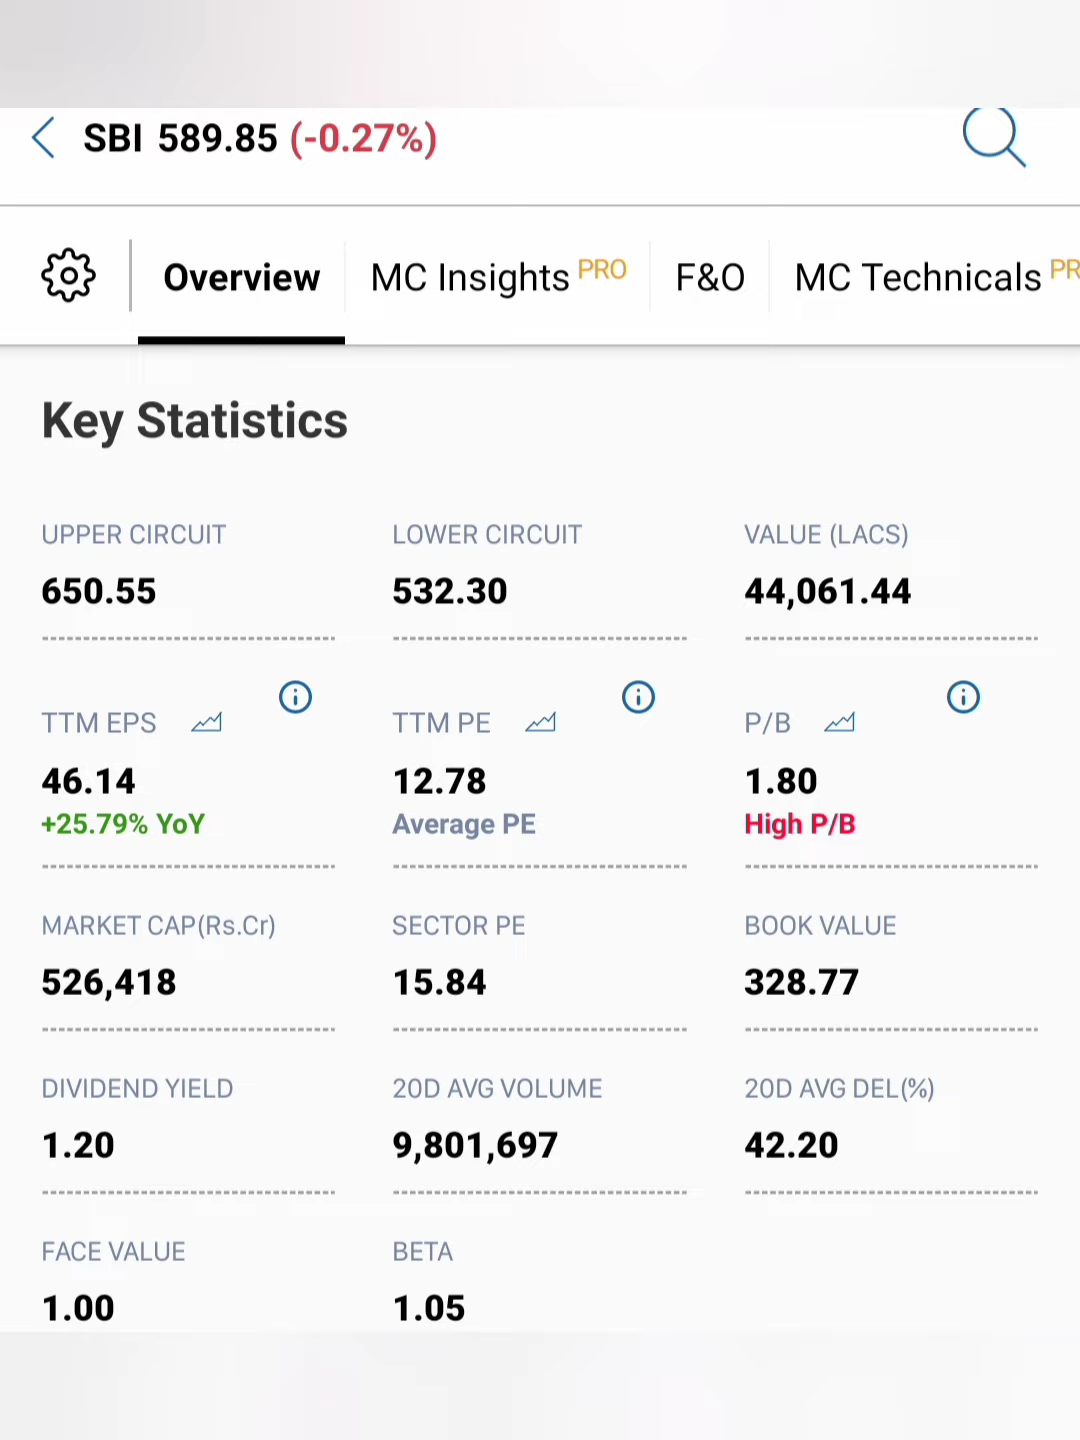 SBI 589.85 (-0.27%)
Overview MC Insights PRO F&O MC Technicals PR
Key Statistics
UPPER CIRCUIT LOWER CIRCUIT VALUE (LACS)
650.55 532.30 44,061.44
TTM EPS TTM PE P/B
46.14 12.78 1.80
+25.79% YoY Average PE High P/B
MARKET CAP(Rs.Cr) SECTOR PE BOOK VALUE
526,418 15.84 328.77
DIVIDEND YIELD 20D AVG VOLUME 20D AVG DEL(%)
1.20 9,801,697 42.20
FACE VALUE BETA
1.00 1.05